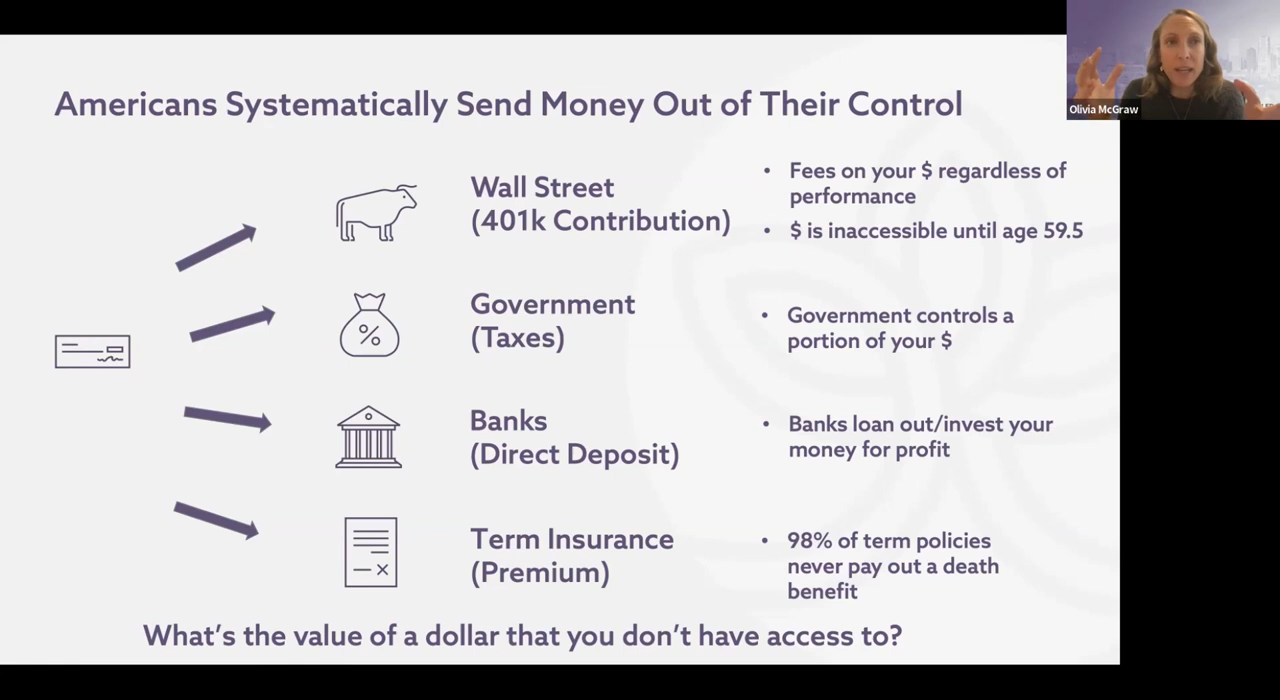 Americans Systematically Send Money Out of Their Control
Olivia McGraw
Wall Street
(401k Contribution)
• Fees on your $ regardless of
performance
• $ is inaccessible until age 59.5
Government
(Taxes)
• Government controls a
portion of your $
Banks
(Direct Deposit)
• Banks loan out/invest your
money for profit
Term Insurance
(Premium)
• 98% of term policies
never pay out a death
benefit
What's the value of a dollar that you don't have access to?